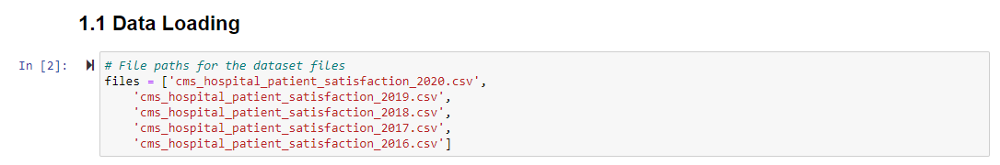 1.1 Data Loading
In [2]: # File paths for the dataset files
files = ['cms_hospital_patient_satisfaction_2020.csv',
'cms_hospital_patient_satisfaction_2019.csv',
'cms_hospital_patient_satisfaction_2018.csv',
'cms_hospital_patient_satisfaction_2017.csv',
'cms_hospital_patient_satisfaction_2016.csv']